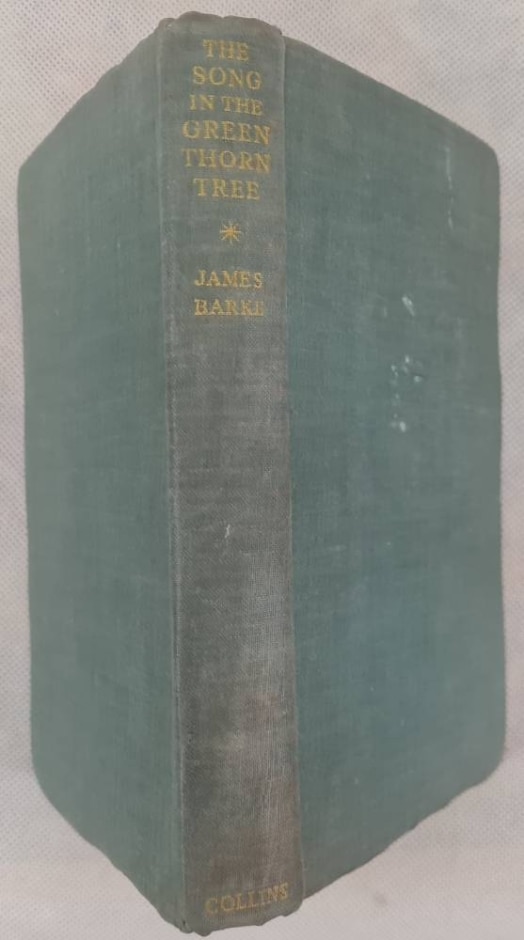 THE
SONG
IN THE
GREEN
THORN
TREE
JAMES
BARKE
COLLINS